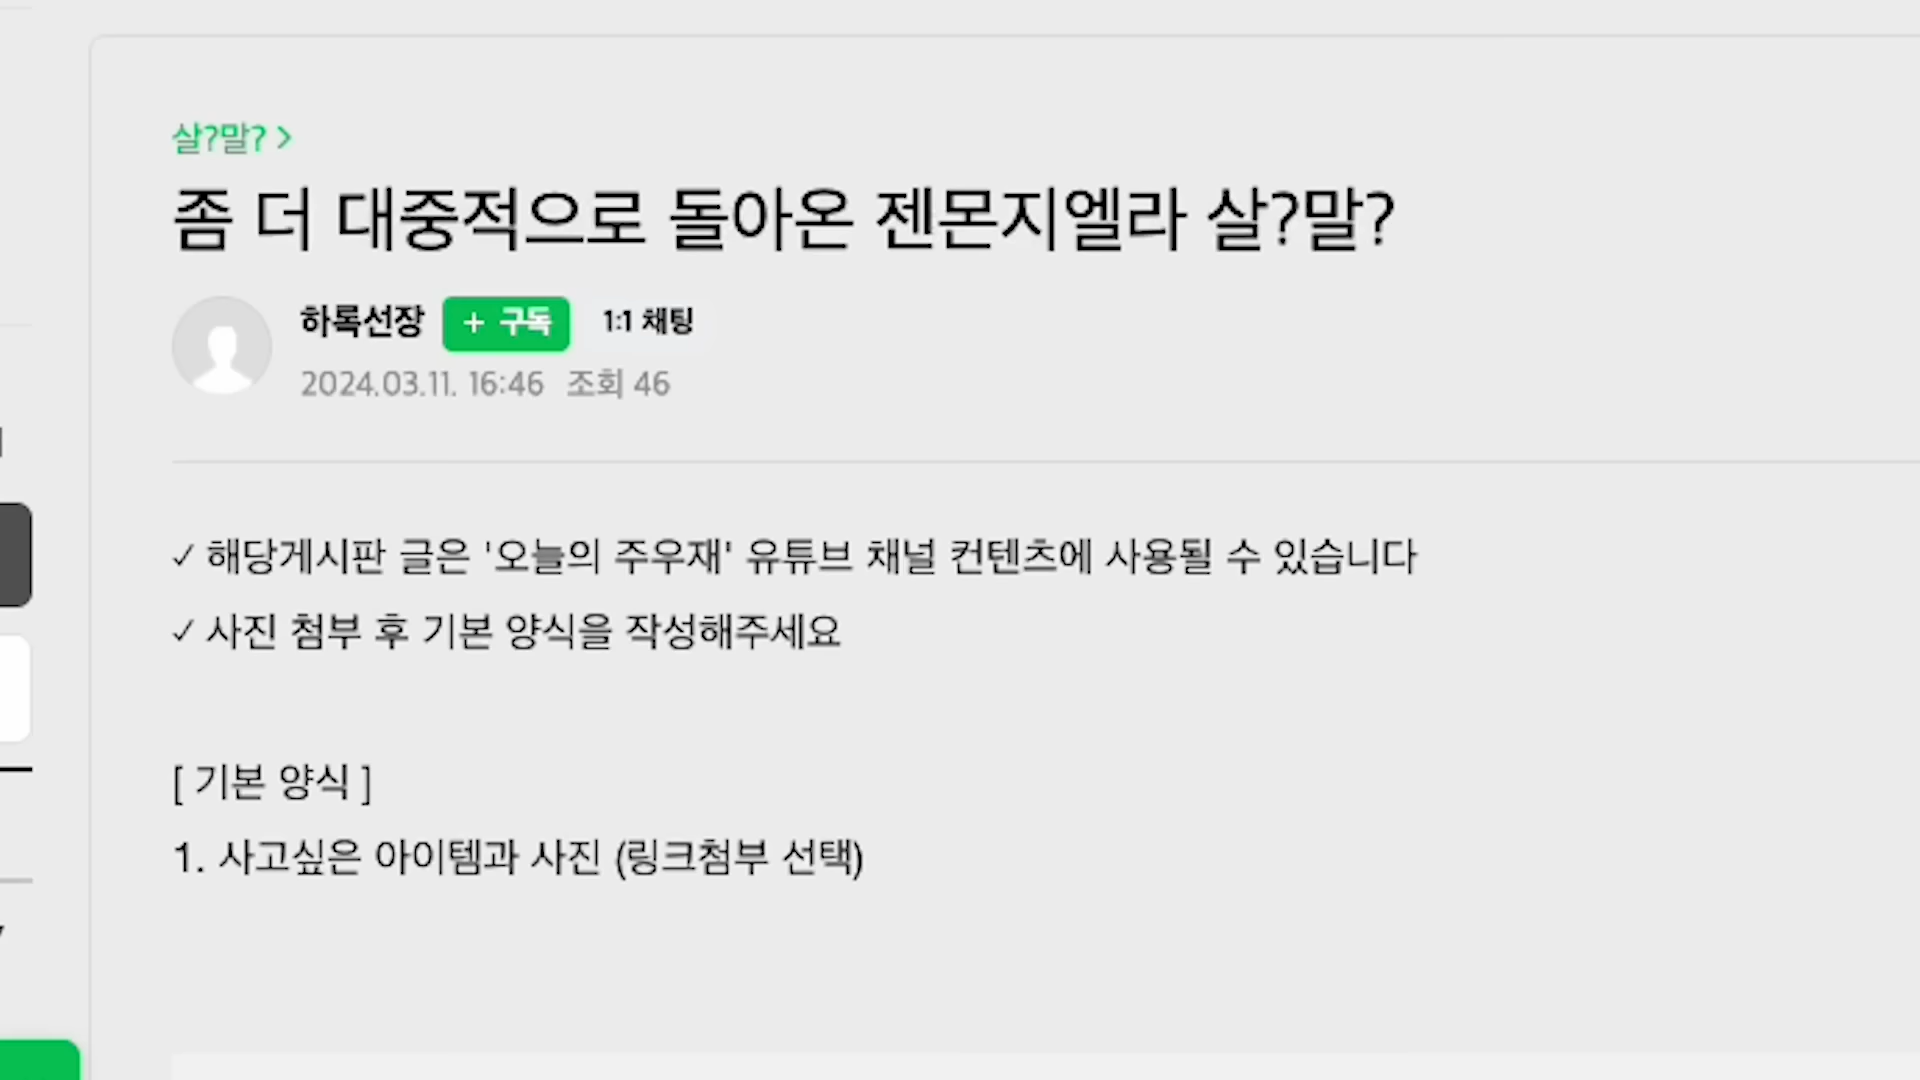 살?말? >
좀 더 대중적으로 돌아온 젠몬지엘라 살?말?
하록선장 + 구독 1:1 채팅
2024.03.11. 16:46 조회 46
✓ 해당게시판 글은 '오늘의 주우재' 유튜브 채널 컨텐츠에 사용될 수 있습니다
✓ 사진 첨부 후 기본 양식을 작성해주세요
[ 기본 양식 ]
1. 사고싶은 아이템과 사진 (링크첨부 선택)